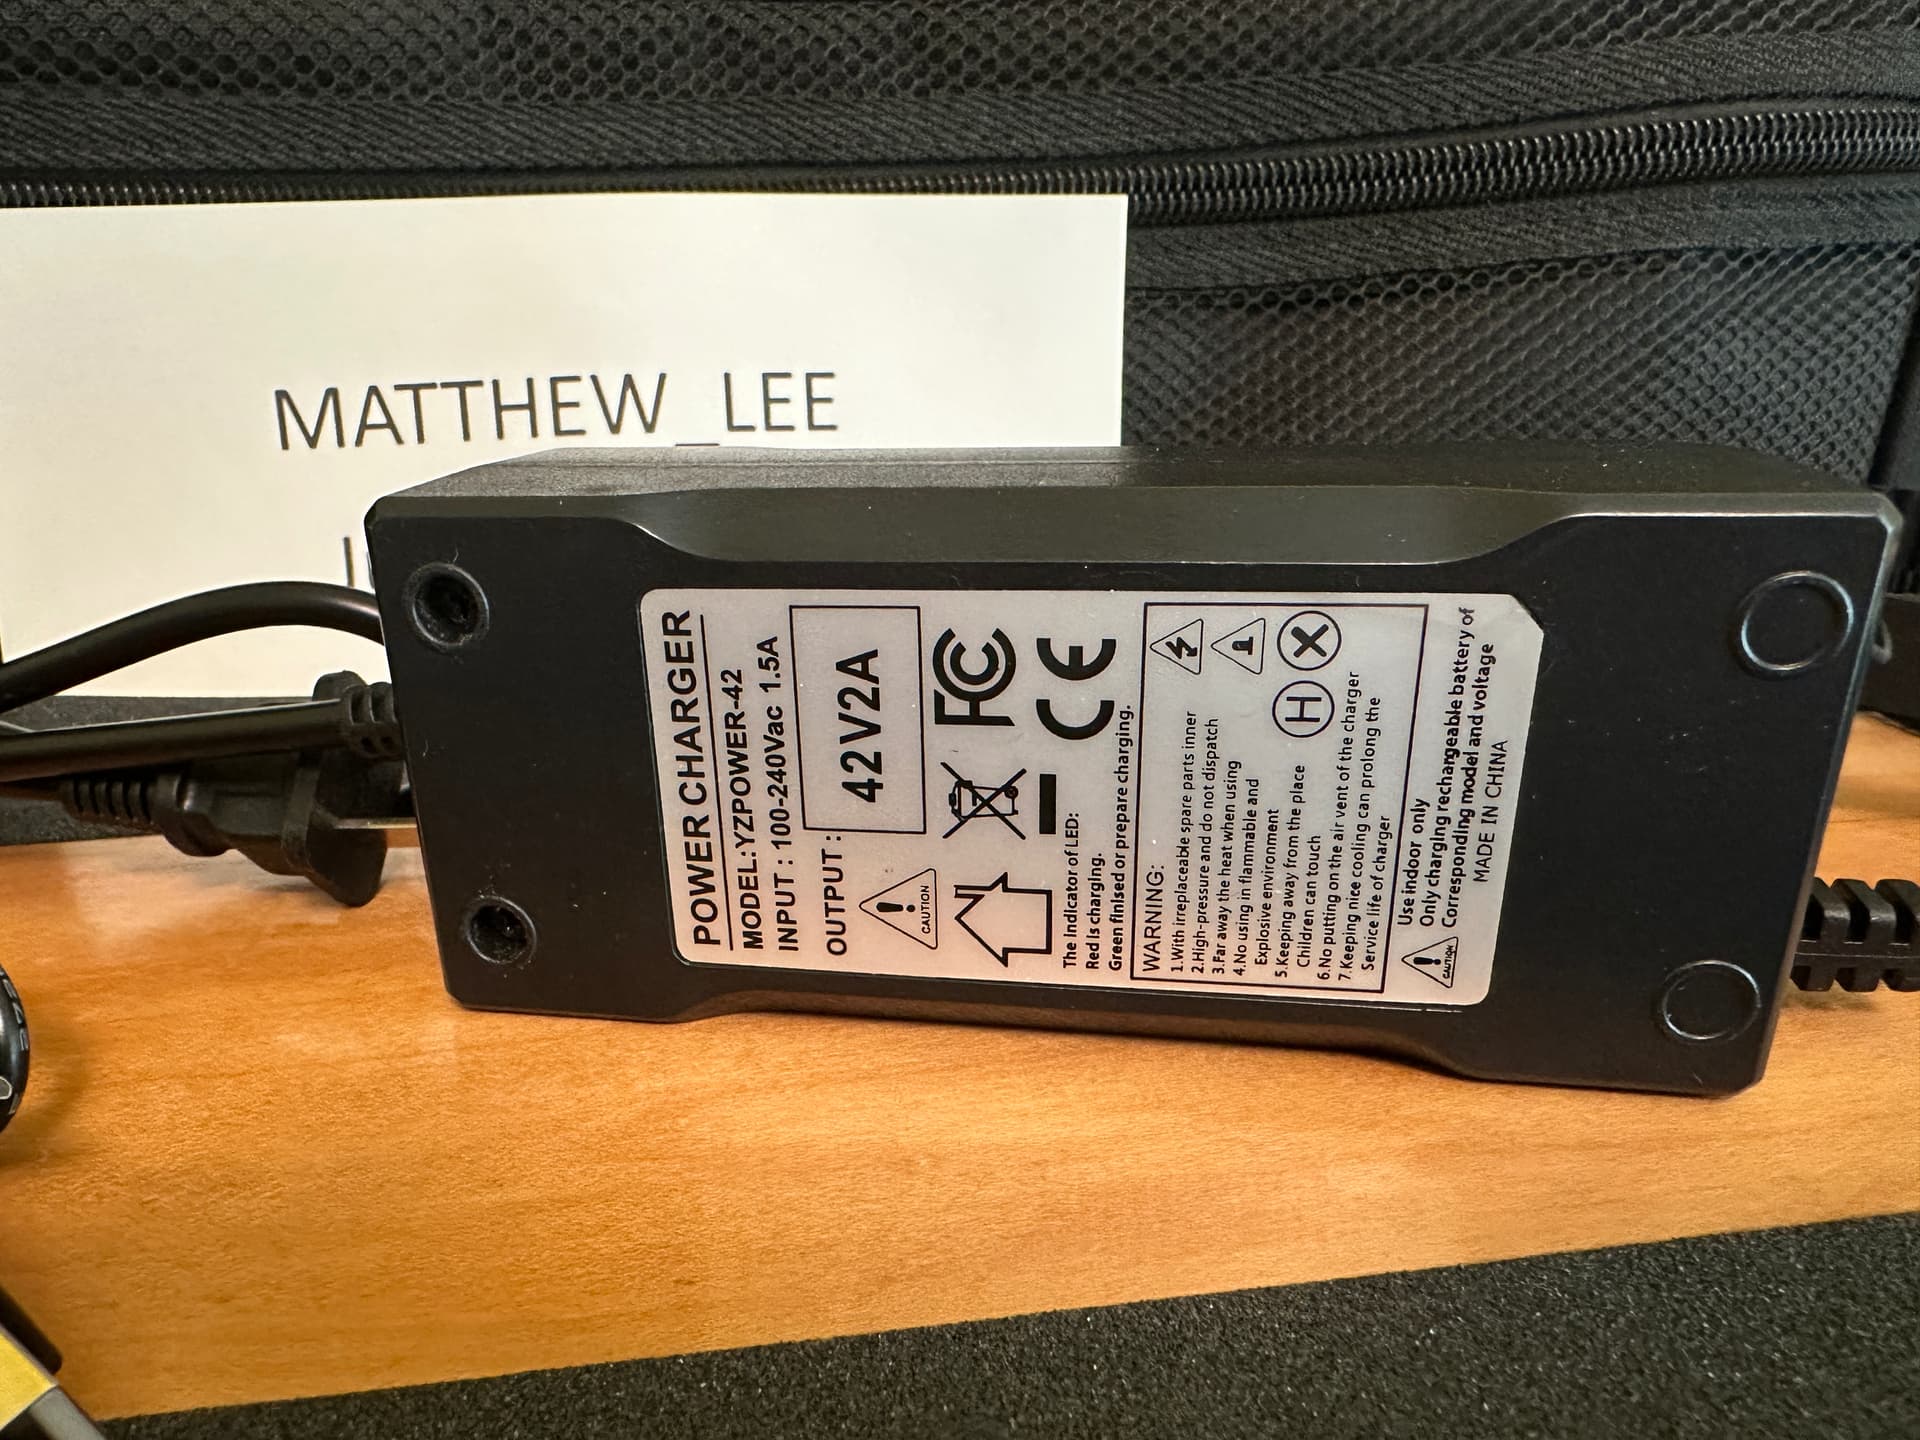 MATTHEW_LEE
POWER CHARGER
MODEL:YZPOWER-42
INPUT : 100-240Vac 1.5A
OUTPUT :
42V2A
CAUTION
FC
CE
The Indicator of LED:
Red is charging.
Green finised or prepare charging.
WARNING:
1.With irreplaceable spare parts inner
2.High-pressure and do not dispatch
3.Far away the heat when using
4.No using in flammable and
Explosive environment
5.Keeping away from the place
Children can touch
6.No putting on the air vent of the charger
7.Keeping nice cooling can prolong the
Service life of charger
H
CAUTION
Use indoor only
Only charging rechargeable battery of
Corresponding model and voltage
MADE IN CHINA